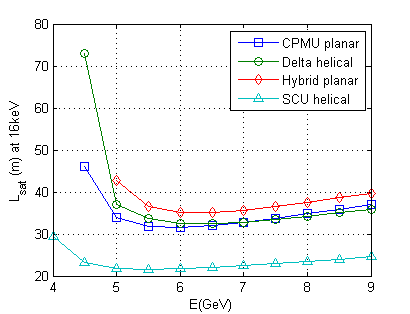 80
70
60
50
40
30
20
L_sat (m) at 16keV
CPMU planar
Delta helical
Hybrid planar
SCU helical
4 5 6 7 8 9
E(GeV)